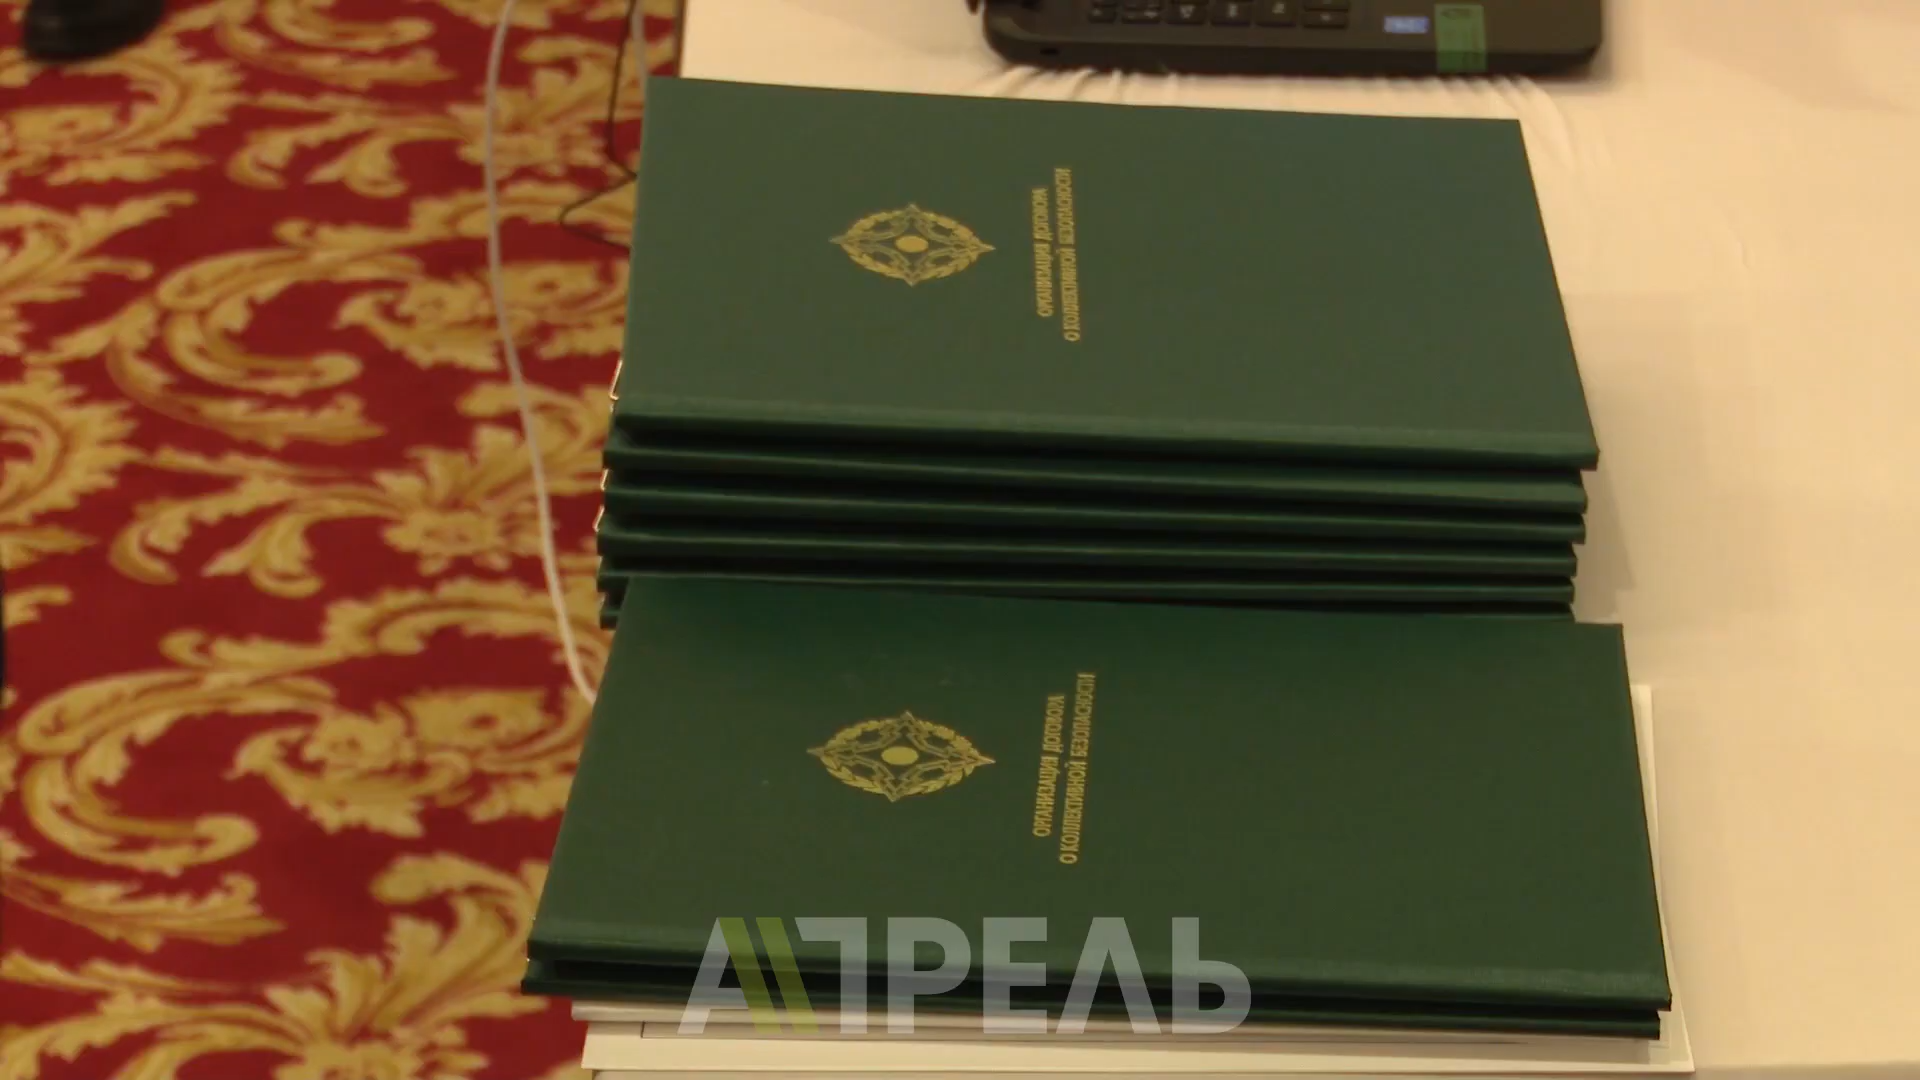 ОРГАНИЗАЦИЯ ДОГОВОРА
О КОЛЛЕКТИВНОЙ БЕЗОПАСНОСТИ
ОРГАНИЗАЦИЯ ДОГОВОРА
О КОЛЛЕКТИВНОЙ БЕЗОПАСНОСТИ
АПРЕЛЬ